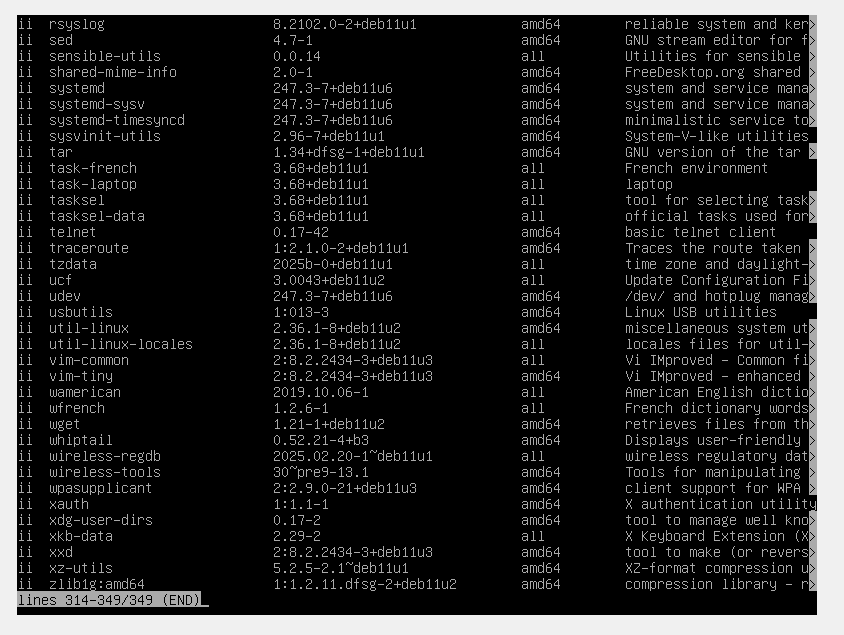 ii  rsyslog                     8.2102.0-2+deb11u1             amd64        reliable system and ker>
ii  sed                         4.7-1                          amd64        GNU stream editor for f>
ii  sensible-utils              0.0.14                         all          Utilities for sensible >
ii  shared-mime-info            2.0-1                          amd64        FreeDesktop.org shared >
ii  systemd                     247.3-7+deb11u6                amd64        system and service mana>
ii  systemd-sysv                247.3-7+deb11u6                amd64        system and service mana>
ii  systemd-timesyncd           247.3-7+deb11u6                amd64        minimalistic service to>
ii  sysvinit-utils              2.96-7+deb11u1                 amd64        System-V-like utilities
ii  tar                         1.34+dfsg-1+deb11u1            amd64        GNU version of the tar >
ii  task-french                 3.68+deb11u1                   all          French environment
ii  task-laptop                 3.68+deb11u1                   all          laptop
ii  tasksel                     3.68+deb11u1                   all          tool for selecting task>
ii  tasksel-data                3.68+deb11u1                   all          official tasks used for>
ii  telnet                      0.17-42                        amd64        basic telnet client
ii  traceroute                  1:2.1.0-2+deb11u1              amd64        Traces the route taken >
ii  tzdata                      2025b-0+deb11u1                all          time zone and daylight->
ii  ucf                         3.0043+deb11u2                 all          Update Configuration Fi>
ii  udev                        247.3-7+deb11u6                amd64        /dev/ and hotplug manag>
ii  usbutils                    1:013-3                        amd64        Linux USB utilities
ii  util-linux                  2.36.1-8+deb11u2               amd64        miscellaneous system ut>
ii  util-linux-locales          2.36.1-8+deb11u2               all          locales files for util->
ii  vim-common                  2:8.2.2434-3+deb11u3           all          Vi IMproved - Common fi>
ii  vim-tiny                    2:8.2.2434-3+deb11u3           amd64        Vi IMproved - enhanced >
ii  wamerican                   2019.10.06-1                   all          American English dictio>
ii  wfrench                     1.2.6-1                        all          French dictionary words>
ii  wget                        1.21-1+deb11u2                 amd64        retrieves files from th>
ii  whiptail                    0.52.21-4+b3                   amd64        Displays user-friendly >
ii  wireless-regdb              2025.02.20-1~deb11u1           all          wireless regulatory dat>
ii  wireless-tools              30~pre9-13.1                   amd64        Tools for manipulating >
ii  wpasupplicant               2:2.9.0-21+deb11u3             amd64        client support for WPA >
ii  xauth                       1:1.1-1                        amd64        X authentication utility
ii  xdg-user-dirs               0.17-2                         amd64        tool to manage well kno>
ii  xkb-data                    2.29-2                         all          X Keyboard Extension (X>
ii  xxd                         2:8.2.2434-3+deb11u3           amd64        tool to make (or revers>
ii  xz-utils                    5.2.5-2.1~deb11u1              amd64        XZ-format compression u>
ii  zlib1g:amd64                1:1.2.11.dfsg-2+deb11u2        amd64        compression library - r>
lines 314-349/349 (END)